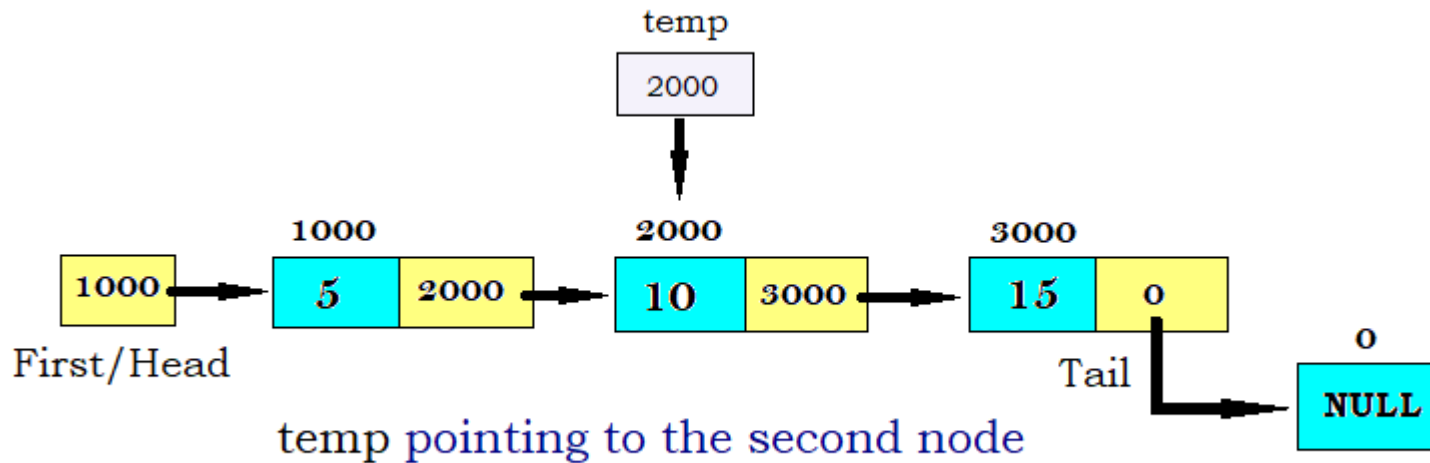 temp
2000
1000 2000 3000
1000 5 2000 10 3000 15 0
First/Head Tail 0
NULL
temp pointing to the second node